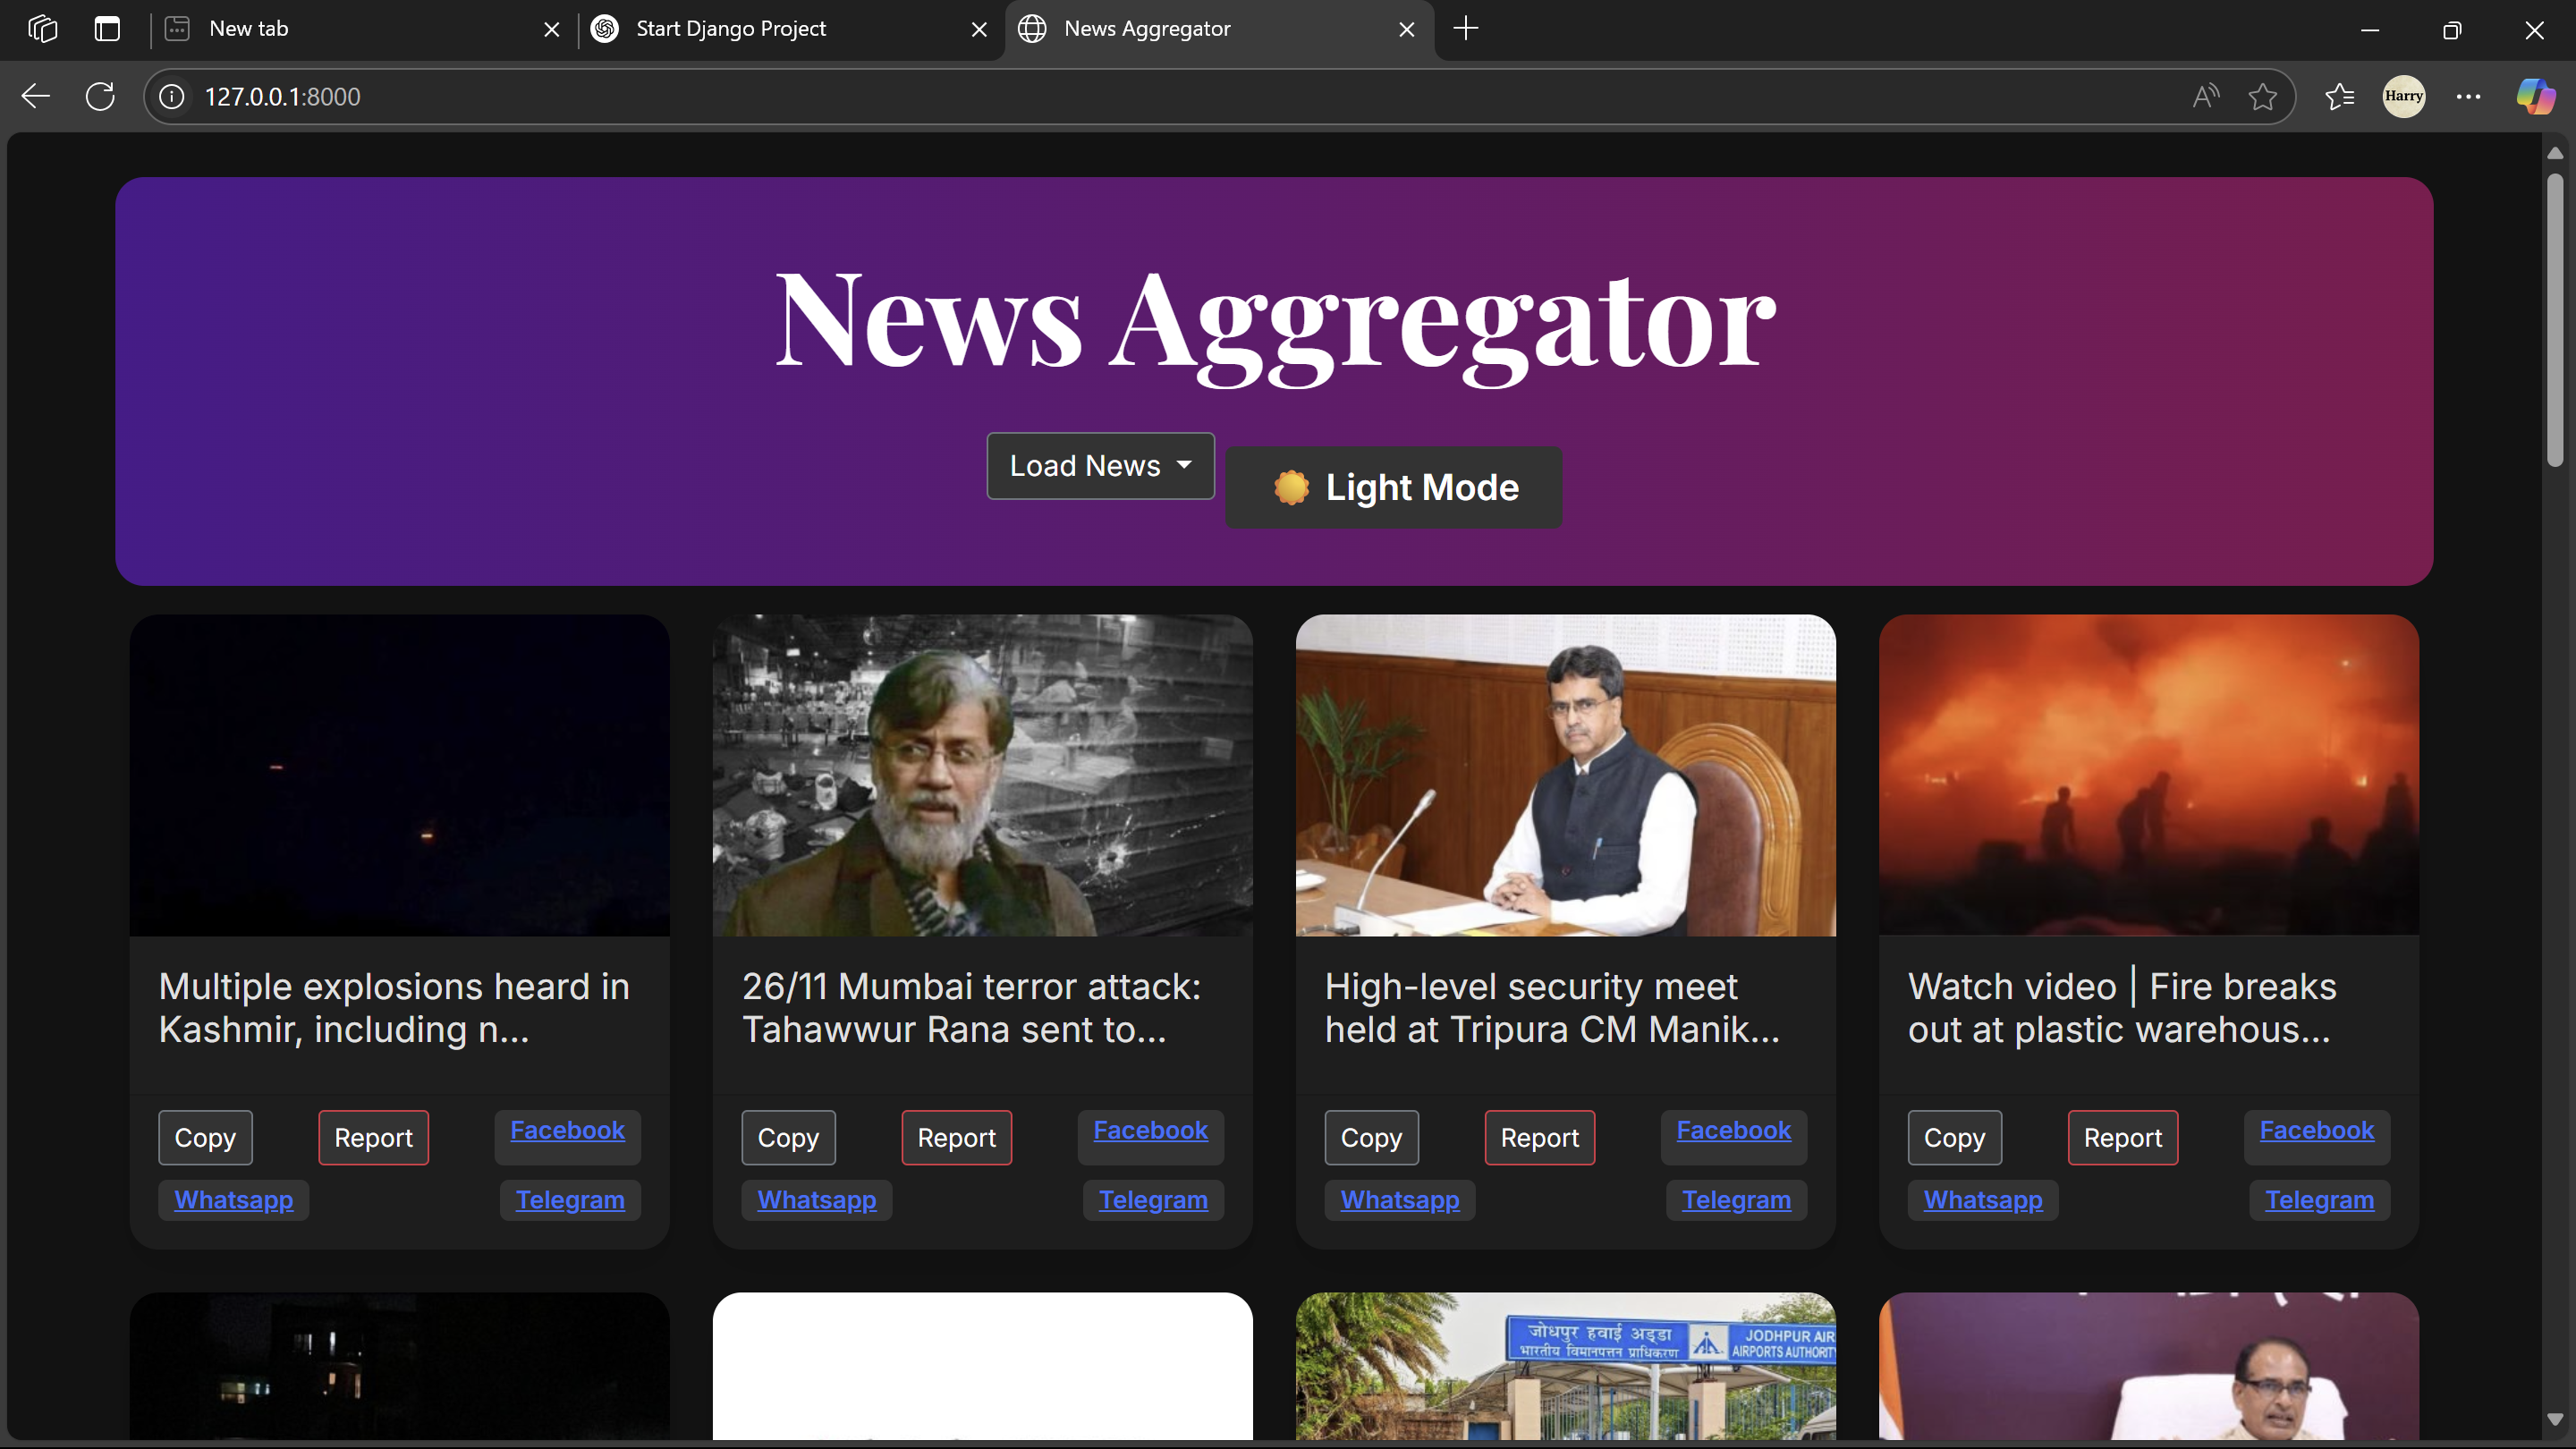 New tab
Start Django Project
News Aggregator
127.0.0.1:8000
Harry
News Aggregator
Load News
Light Mode
Multiple explosions heard in
Kashmir, including n...
Copy
Report
Facebook
Whatsapp
Telegram
26/11 Mumbai terror attack:
Tahawwur Rana sent to...
Copy
Report
Facebook
Whatsapp
Telegram
High-level security meet
held at Tripura CM Manik...
Copy
Report
Facebook
Whatsapp
Telegram
Watch video | Fire breaks
out at plastic warehous...
Copy
Report
Facebook
Whatsapp
Telegram
जोधपुर हवाई अड्डा
भारतीय विमानपत्तन प्राधिकरण
JODHPUR AIR
AIRPORTS AUTHORITY